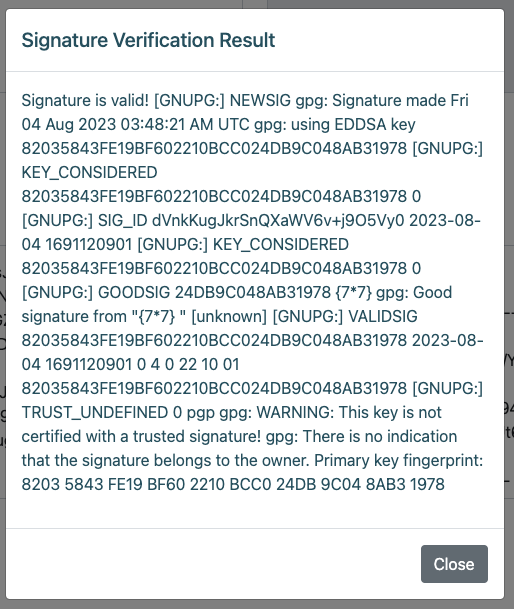 Signature Verification Result
Signature is valid! [GNUPG:] NEWSIG gpg: Signature made Fri
04 Aug 2023 03:48:21 AM UTC gpg: using EDDSA key
82035843FE19BF602210BCC024DB9C048AB31978 [GNUPG:]
KEY_CONSIDERED
82035843FE19BF602210BCC024DB9C048AB31978 0
[GNUPG:] SIG_ID dVnkKugJkrSnQXaWV6v+j9O5Vy0 2023-08-
04 1691120901 [GNUPG:] KEY_CONSIDERED
82035843FE19BF602210BCC024DB9C048AB31978 0
[GNUPG:] GOODSIG 24DB9C048AB31978 {7*7} gpg: Good
signature from "{7*7} " [unknown] [GNUPG:] VALIDSIG
82035843FE19BF602210BCC024DB9C048AB31978 2023-08-
04 1691120901 0 4 0 22 10 01
82035843FE19BF602210BCC024DB9C048AB31978 [GNUPG:]
TRUST_UNDEFINED 0 pgp gpg: WARNING: This key is not
certified with a trusted signature! gpg: There is no indication
that the signature belongs to the owner. Primary key fingerprint:
8203 5843 FE19 BF60 2210 BCC0 24DB 9C04 8AB3 1978
Close